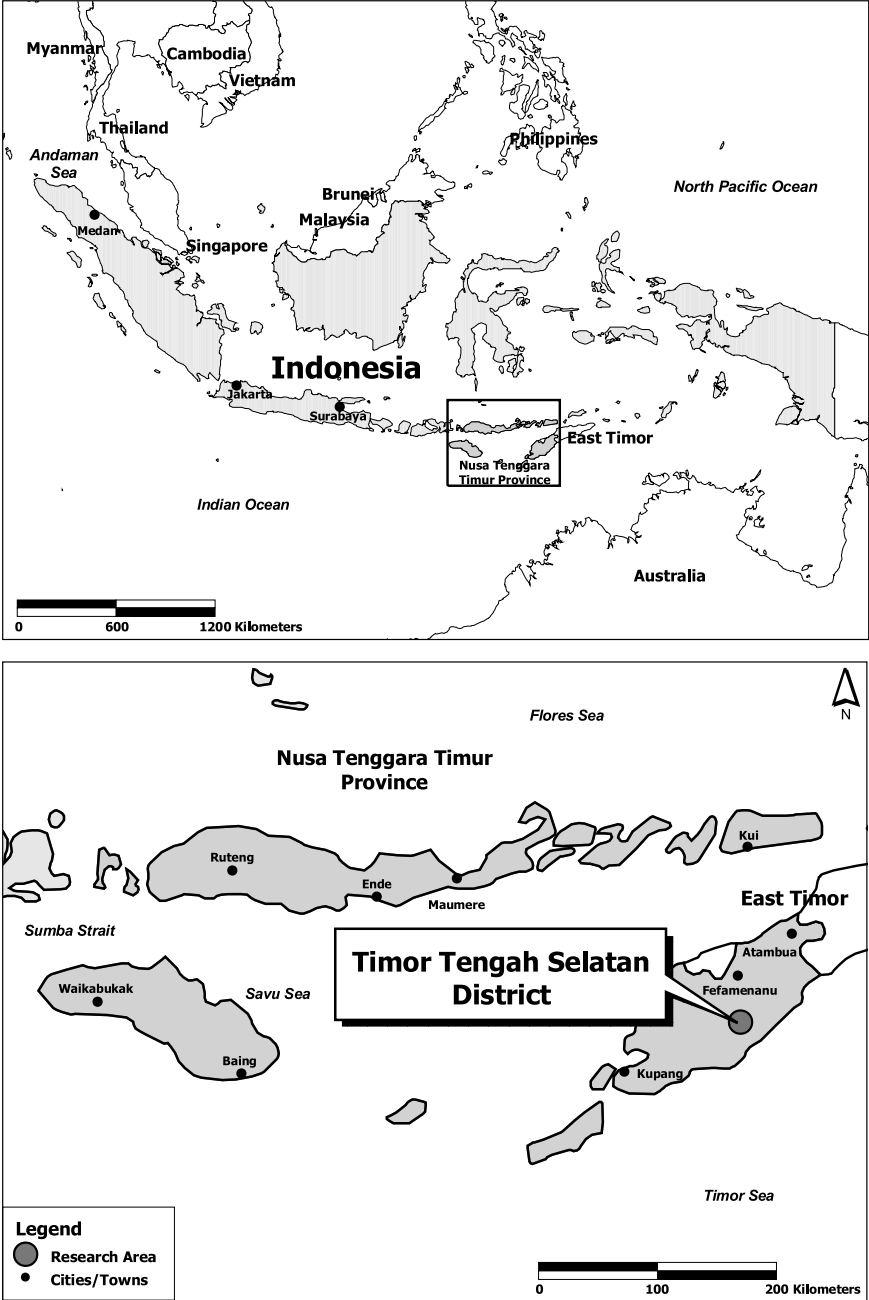 Myanmar
Cambodia
Vietnam
Thailand
Philippines
Andaman
Sea
North Pacific Ocean
Brunei
Malaysia
Medan
Singapore
Indonesia
Jakarta
Surabaya
East Timor
Nusa Tenggara
Timur Province
Indian Ocean
Australia
0 600 1200 Kilometers
N
Flores Sea
Nusa Tenggara Timur
Province
Kui
Ruteng
Ende
Maumere
East Timor
Sumba Strait
Atambua
Timor Tengah Selatan
District
Fefamenanu
Waikabukak
Savu Sea
Baing
Kupang
Timor Sea
Legend
Research Area
Cities/Towns
0 100 200 Kilometers